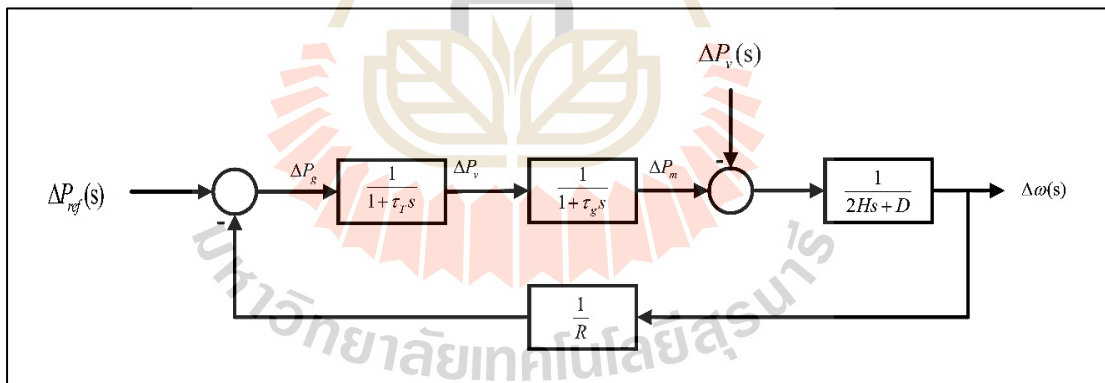 ΔP_v(s)
ΔP_ref(s)
-
ΔP_g
1/(1+τ_T s)
ΔP_v
1/(1+τ_g s)
ΔP_m
-
1/(2Hs+D)
Δω(s)
1/R
มหาวิทยาลัยเทคโนโลยีสุรนารี